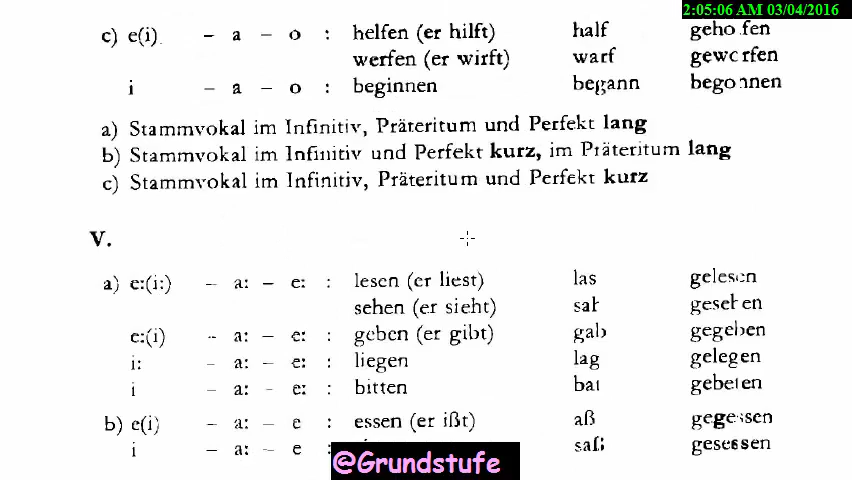 2:05:06 AM 03/04/2016
c) e(i) – a – o : helfen (er hilft) half geholfen
werfen (er wirft) warf geworfen
i – a – o : beginnen begann begonnen
a) Stammvokal im Infinitiv, Präteritum und Perfekt lang
b) Stammvokal im Infinitiv und Perfekt kurz, im Präteritum lang
c) Stammvokal im Infinitiv, Präteritum und Perfekt kurz
V.
a) e:(i:) – a: – e: : lesen (er liest) las gelesen
sehen (er sieht) sah gesehen
e:(i) – a: – e: : geben (er gibt) gab gegeben
i: – a: – e: : liegen lag gelegen
i – a: – e: : bitten bat gebeten
b) e(i) – a: – e : essen (er ißt) aß gegessen
i – a: – e : saß gesessen
@Grundstufe